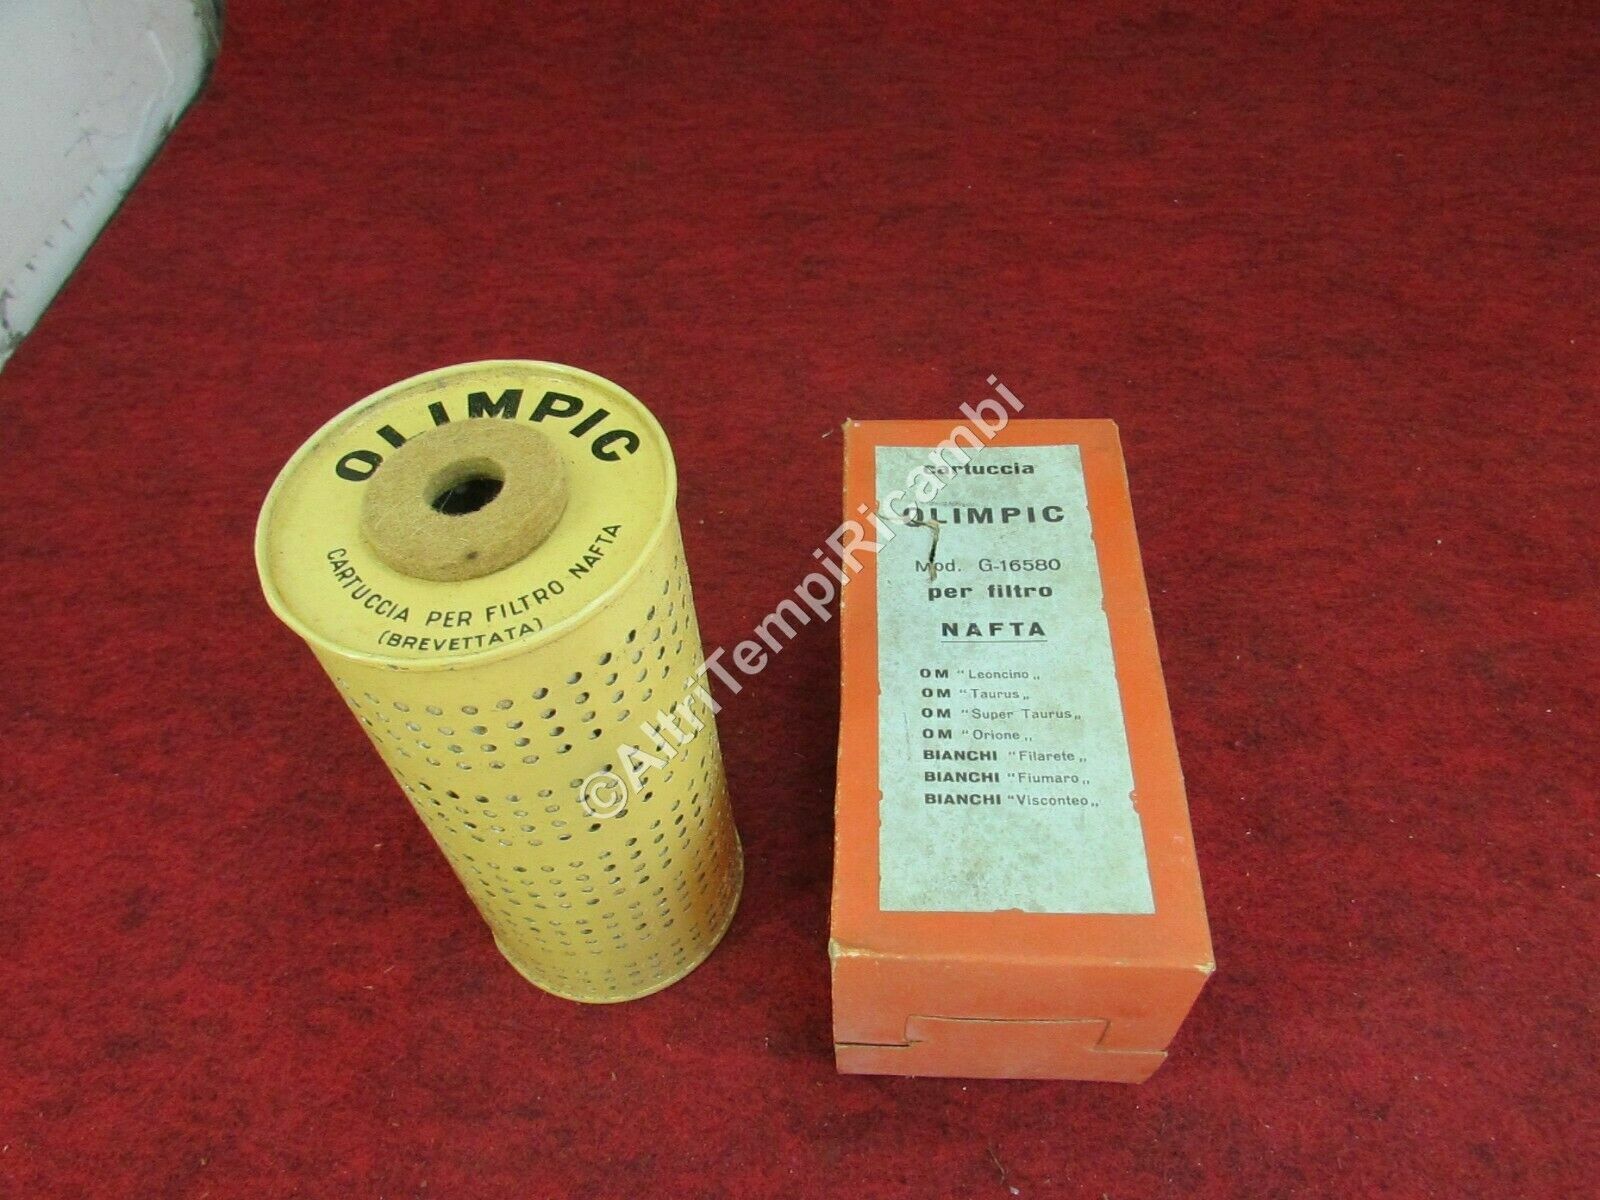 OLIMPIC
CARTUCCIA PER FILTRO NAFTA
(BREVETTATA)
cartuccia
OLIMPIC
Mod. G-16580
per filtro
NAFTA
OM "Leoncino„
OM "Taurus„
OM "Super Taurus„
OM "Orione„
BIANCHI "Filarete„
BIANCHI "Fiumaro„
BIANCHI "Visconteo„
©AltriTempiRicambi